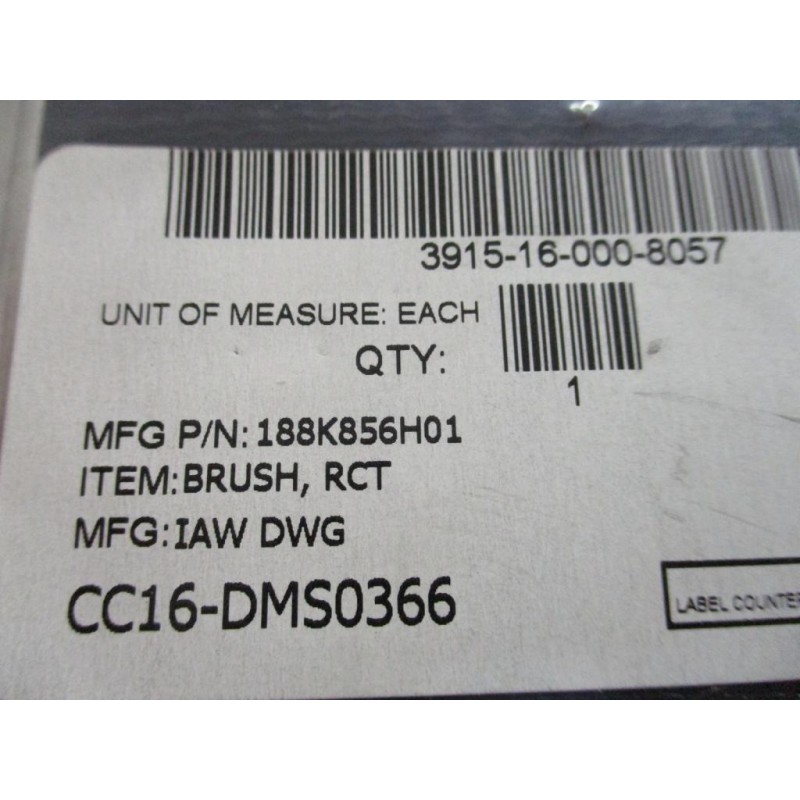 3915-16-000-8057
UNIT OF MEASURE: EACH
QTY:
1
MFG P/N: 188K856H01
ITEM: BRUSH, RCT
MFG: IAW DWG
CC16-DMS0366
LABEL COUNTER